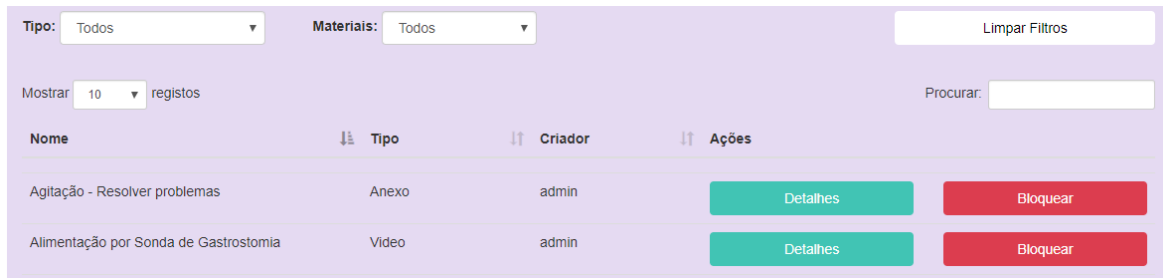 Tipo: Todos Materiais: Todos Limpar Filtros
Mostrar 10 registos Procurar:
Nome Tipo Criador Ações
Agitação - Resolver problemas Anexo admin Detalhes Bloquear
Alimentação por Sonda de Gastrostomia Video admin Detalhes Bloquear